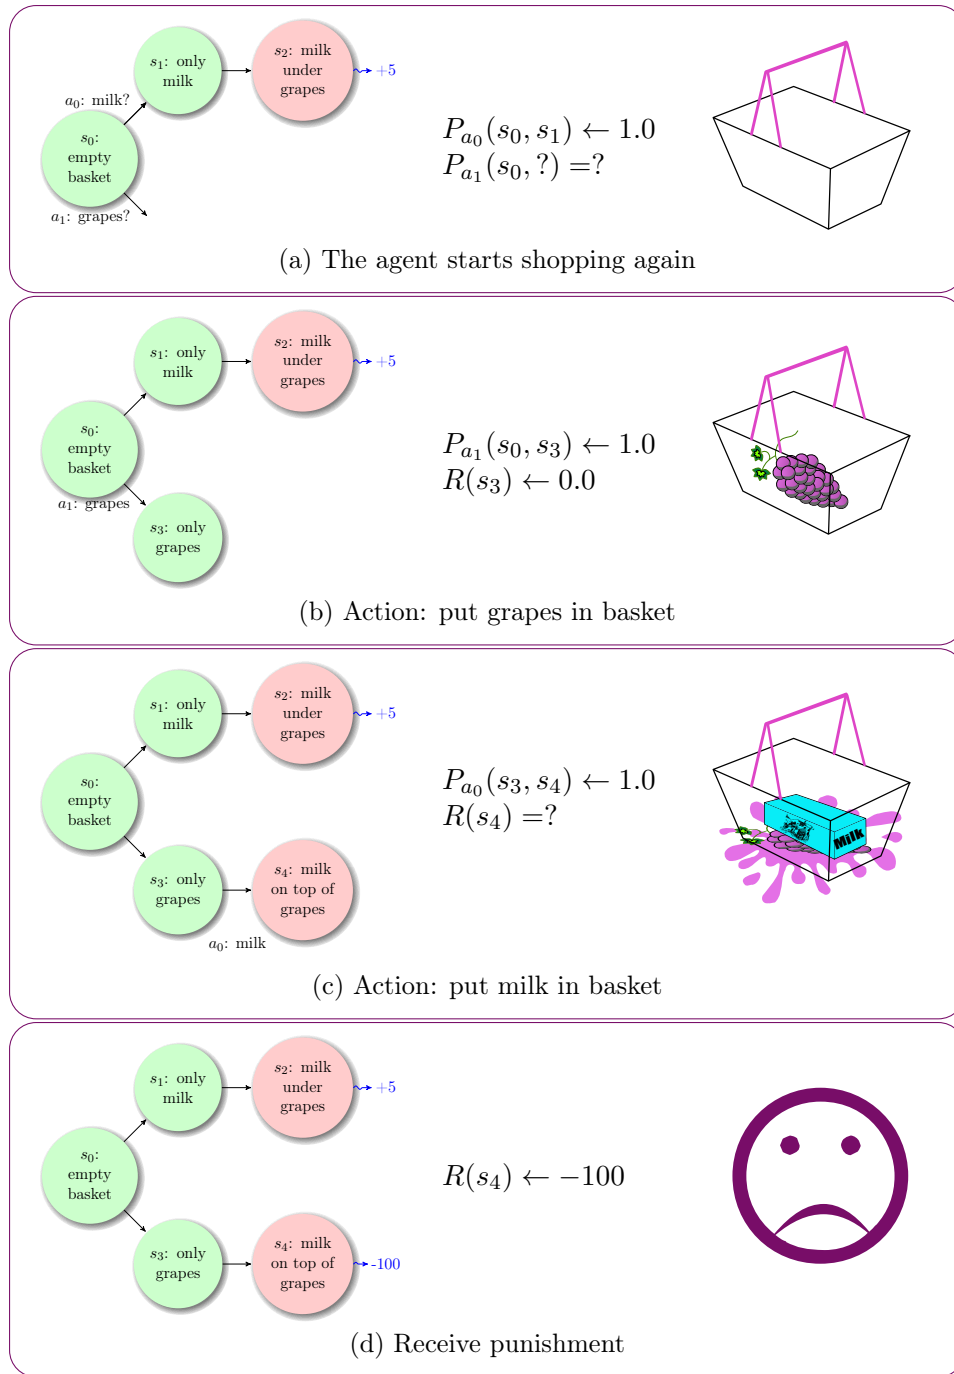 s₁: only
milk
s₂: milk
under
grapes
+5
a₀: milk?
s₀:
empty
basket
a₁: grapes?
Pₐ₀(s₀, s₁) ← 1.0
Pₐ₁(s₀, ?) =?
(a) The agent starts shopping again
s₁: only
milk
s₂: milk
under
grapes
+5
s₀:
empty
basket
a₁: grapes
s₃: only
grapes
Pₐ₁(s₀, s₃) ← 1.0
R(s₃) ← 0.0
(b) Action: put grapes in basket
s₁: only
milk
s₂: milk
under
grapes
+5
s₀:
empty
basket
s₃: only
grapes
s₄: milk
on top of
grapes
a₀: milk
Pₐ₀(s₃, s₄) ← 1.0
R(s₄) =?
Milk
(c) Action: put milk in basket
s₁: only
milk
s₂: milk
under
grapes
+5
s₀:
empty
basket
s₃: only
grapes
s₄: milk
on top of
grapes
-100
R(s₄) ← −100
(d) Receive punishment